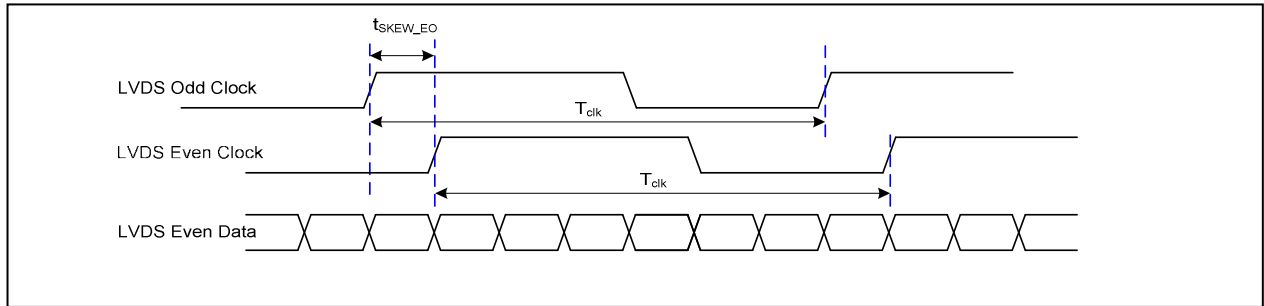 tSKEW_EO
LVDS Odd Clock
Tclk
LVDS Even Clock
Tclk
LVDS Even Data